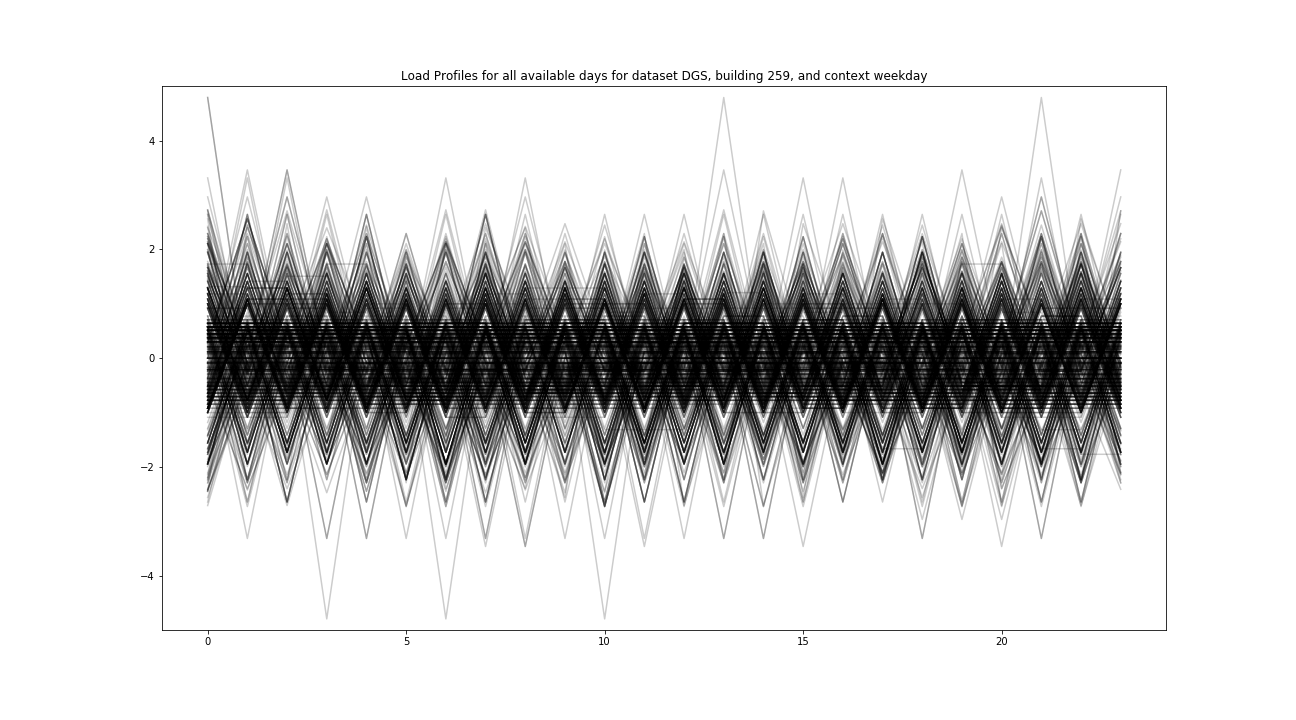 Load Profiles for all available days for dataset DGS, building 259, and context weekday
4
2
0
−2
−4
0 5 10 15 20